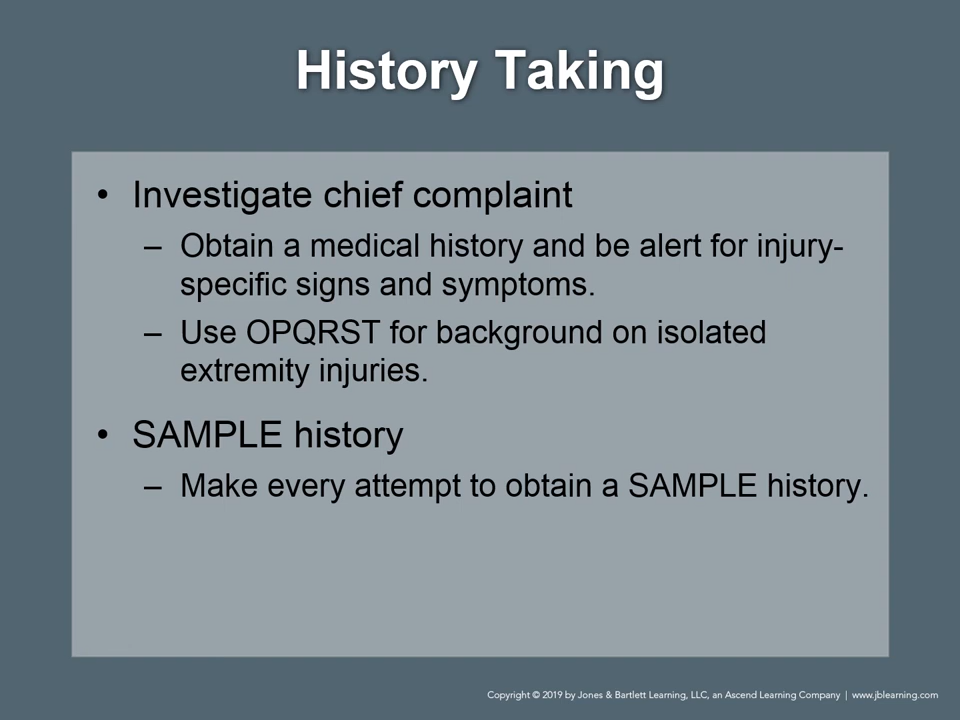 History Taking
• Investigate chief complaint
– Obtain a medical history and be alert for injury-
specific signs and symptoms.
– Use OPQRST for background on isolated
extremity injuries.
• SAMPLE history
– Make every attempt to obtain a SAMPLE history.
Copyright © 2019 by Jones & Bartlett Learning, LLC, an Ascend Learning Company | www.jblearning.com